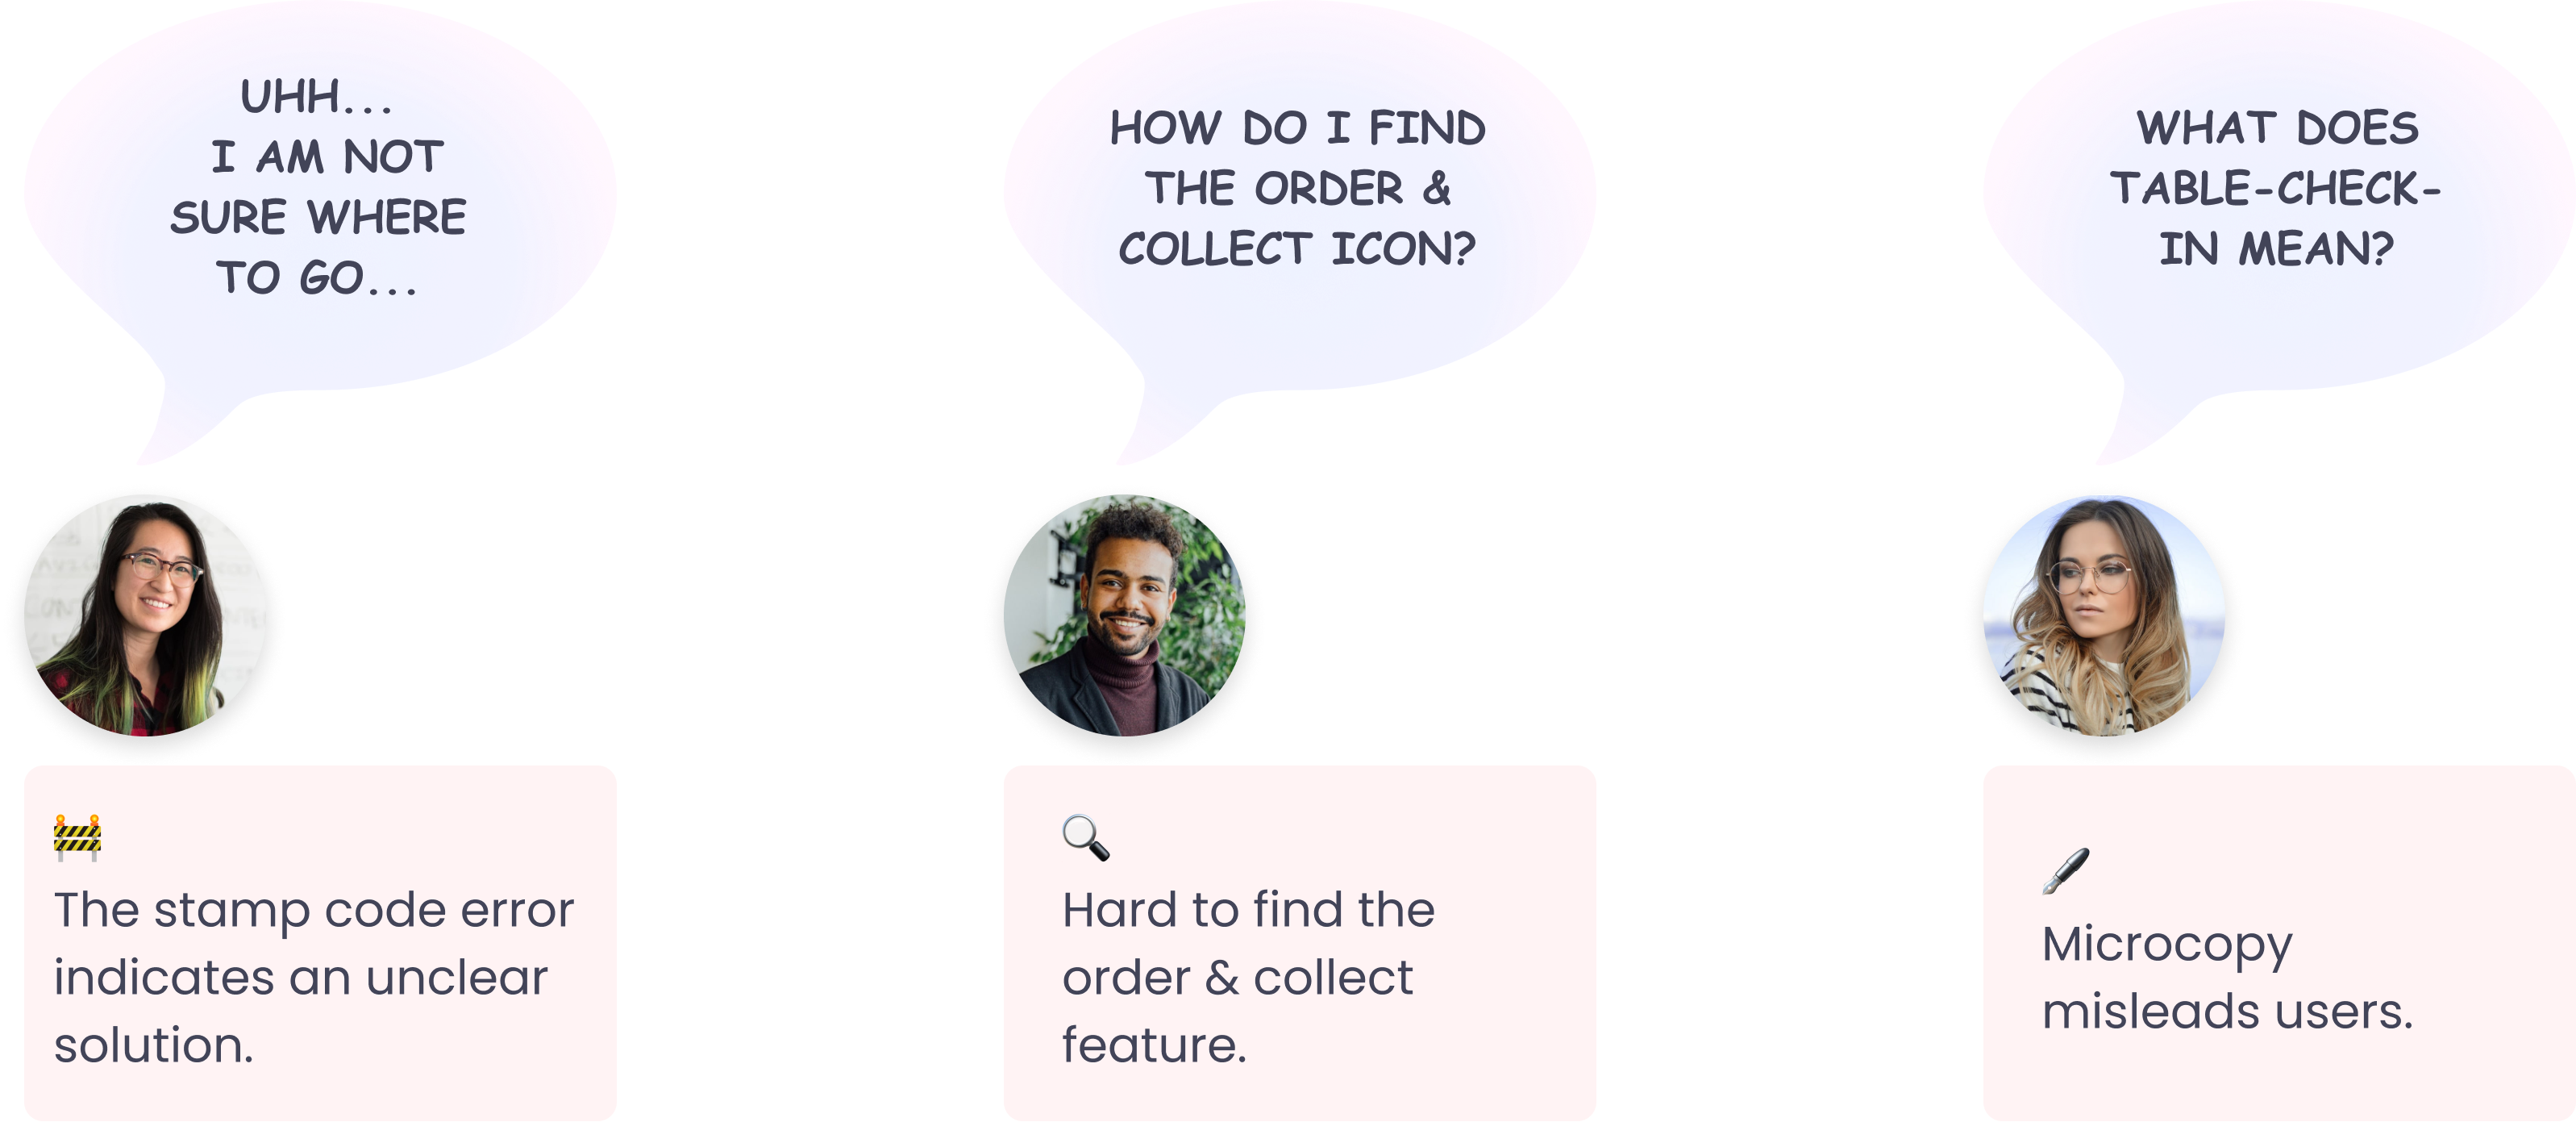 UHH...
I AM NOT
SURE WHERE
TO GO...
The stamp code error
indicates an unclear
solution.
HOW DO I FIND
THE ORDER &
COLLECT ICON?
Hard to find the
order & collect
feature.
WHAT DOES
TABLE-CHECK-
IN MEAN?
Microcopy
misleads users.